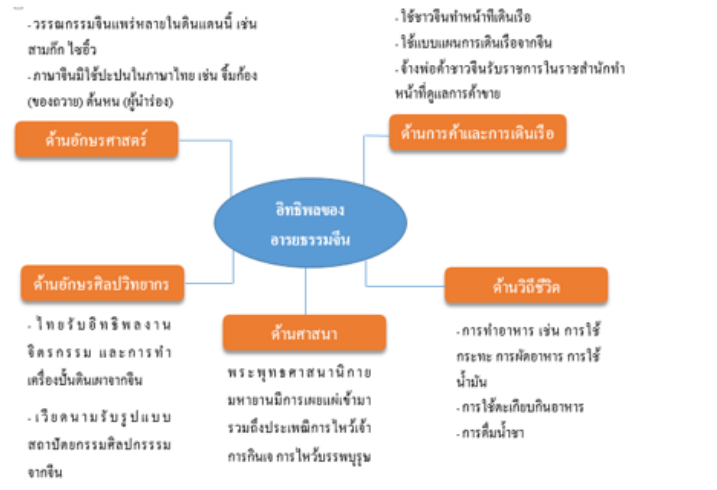 - วรรณกรรมจีนแพร่หลายในดินแดนนี้ เช่น
สามก๊ก ไซอิ๋ว
- ภาษาจีนมีใช้ปะปนในภาษาไทย เช่น จิ้มก้อง
(ของถวาย) ต้นหน (ผู้นำร่อง)
ด้านอักษรศาสตร์
- ใช้ชาวจีนทำหน้าที่เดินเรือ
- ใช้แบบแผนการเดินเรือจากจีน
- จ้างพ่อค้าชาวจีนรับราชการในราชสำนักทำ
หน้าที่ดูแลการค้าขาย
ด้านการค้าและการเดินเรือ
อิทธิพลของ
อารยธรรมจีน
ด้านอักษรศิลปวิทยากร
- ไทยรับอิทธิพลงาน
จิตรกรรม และการทำ
เครื่องปั้นดินเผาจากจีน
- เวียดนามรับรูปแบบ
สถาปัตยกรรมศิลปกรรรม
จากจีน
ด้านศาสนา
พระพุทธศาสนานิกาย
มหายานมีการเผยแผ่เข้ามา
รวมถึงประเพณีการไหว้เจ้า
การกินเจ การไหว้บรรพบุรุษ
ด้านวิถีชีวิต
- การทำอาหาร เช่น การใช้
กระทะ การผัดอาหาร การใช้
น้ำมัน
- การใช้ตะเกียบกินอาหาร
- การดื่มน้ำชา